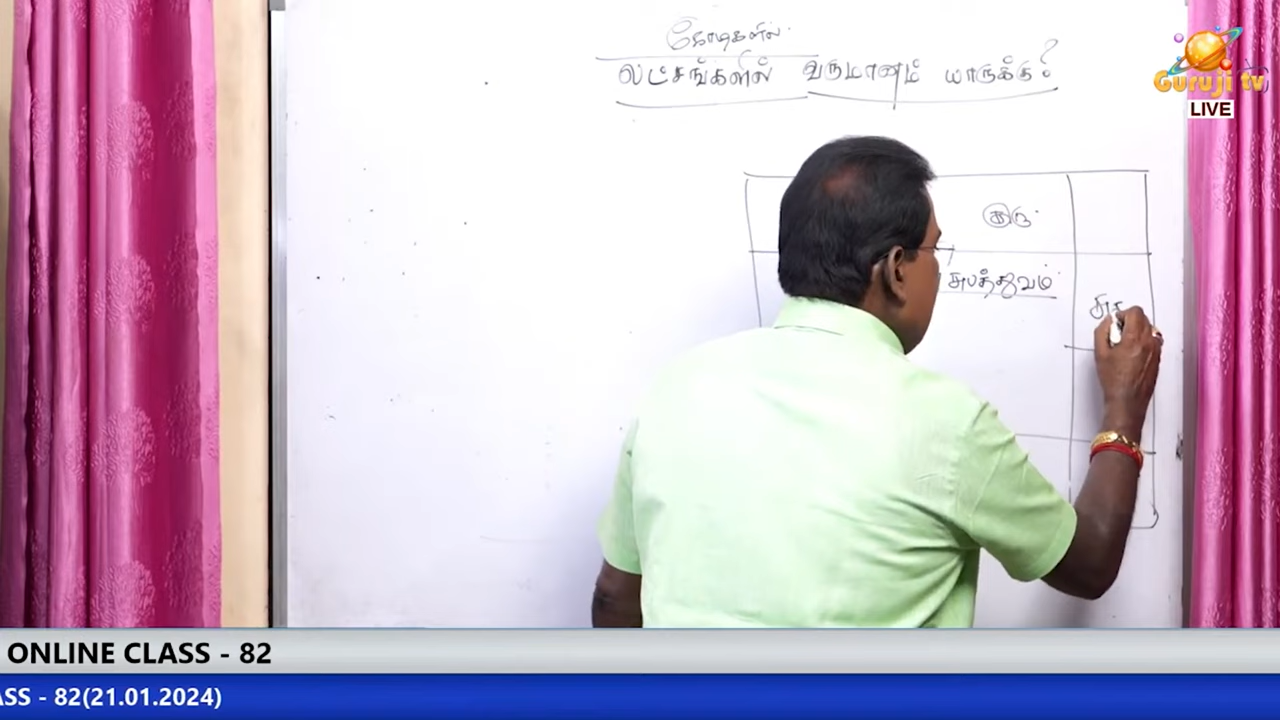 கோடிகளில்
லட்சங்களில் வருமானம் யாருக்கு?
Guruji tv
LIVE
குரு
சுபத்துவம்
ONLINE CLASS - 82
ASS - 82(21.01.2024)